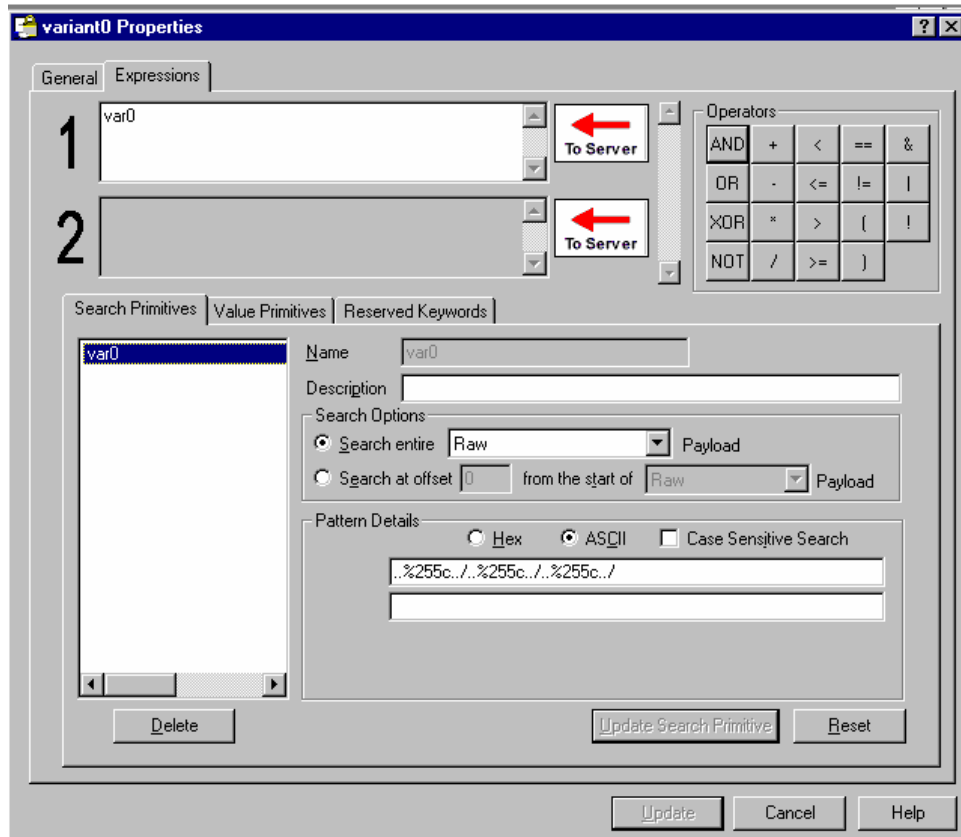 variant0 Properties
General Expressions
1 var0 To Server
2 To Server
Operators
AND + < == &
OR - <= != |
XOR * > ( !
NOT / >= )
Search Primitives Value Primitives Reserved Keywords
var0
Name var0
Description
Search Options
Search entire Raw Payload
Search at offset 0 from the start of Raw Payload
Pattern Details
Hex ASCII Case Sensitive Search
..%255c../..%255c../..%255c../
Delete Update Search Primitive Reset
Update Cancel Help